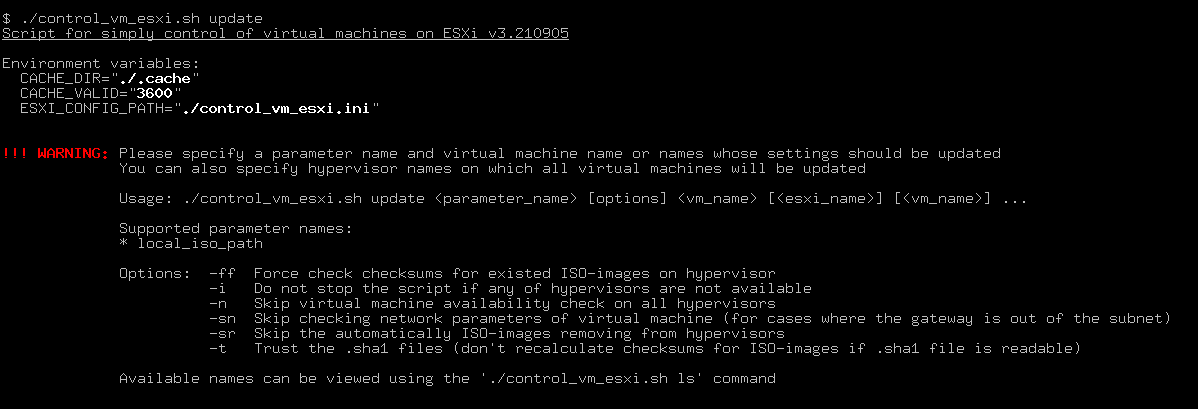 $ ./control_vm_esxi.sh update
Script for simply control of virtual machines on ESXi v3.210905
Environment variables:
CACHE_DIR="./.cache"
CACHE_VALID="3600"
ESXI_CONFIG_PATH="./control_vm_esxi.ini"
!!! WARNING: Please specify a parameter name and virtual machine name or names whose settings should be updated
You can also specify hypervisor names on which all virtual machines will be updated
Usage: ./control_vm_esxi.sh update <parameter_name> [options] <vm_name> [<esxi_name>] [<vm_name>] ...
Supported parameter names:
* local_iso_path
Options: -ff Force check checksums for existed ISO-images on hypervisor
-i Do not stop the script if any of hypervisors are not available
-n Skip virtual machine availability check on all hypervisors
-sn Skip checking network parameters of virtual machine (for cases where the gateway is out of the subnet)
-sr Skip the automatically ISO-images removing from hypervisors
-t Trust the .sha1 files (don't recalculate checksums for ISO-images if .sha1 file is readable)
Available names can be viewed using the './control_vm_esxi.sh ls' command